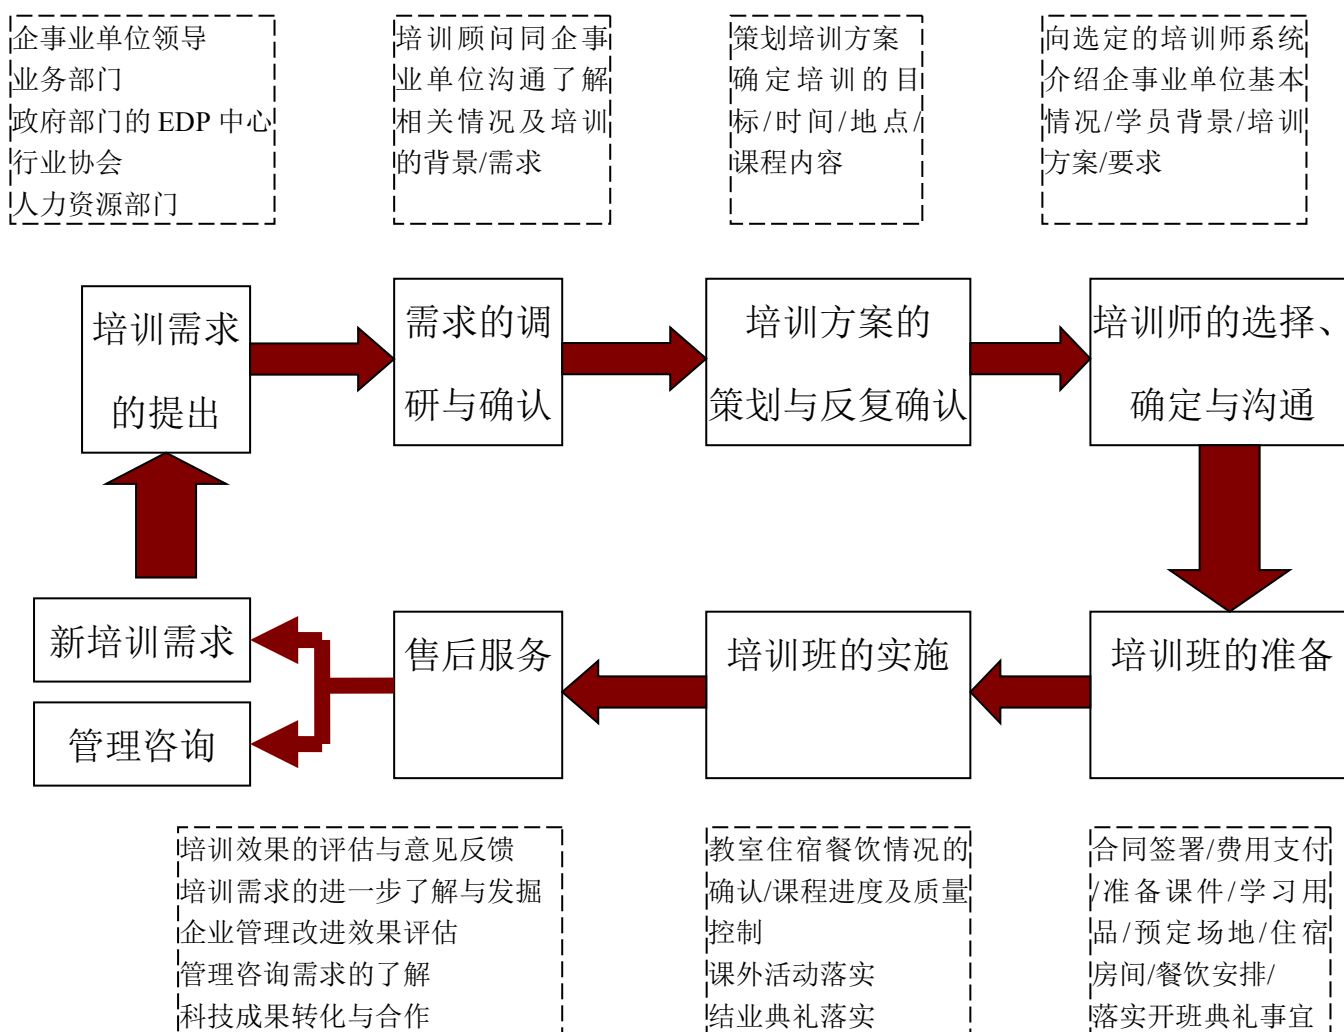 企事业单位领导
业务部门
政府部门的 EDP 中心
行业协会
人力资源部门
培训顾问同企事
业单位沟通了解
相关情况及培训
的背景/需求
策划培训方案
确定培训的目
标/时间/地点/
课程内容
向选定的培训师系统
介绍企事业单位基本
情况/学员背景/培训
方案/要求
培训需求
的提出
需求的调
研与确认
培训方案的
策划与反复确认
培训师的选择、
确定与沟通
新培训需求
管理咨询
售后服务
培训班的实施
培训班的准备
培训效果的评估与意见反馈
培训需求的进一步了解与发掘
企业管理改进效果评估
管理咨询需求的了解
科技成果转化与合作
教室住宿餐饮情况的
确认/课程进度及质量
控制
课外活动落实
结业典礼落实
合同签署/费用支付
/准备课件/学习用
品/预定场地/住宿
房间/餐饮安排/
落实开班典礼事宜